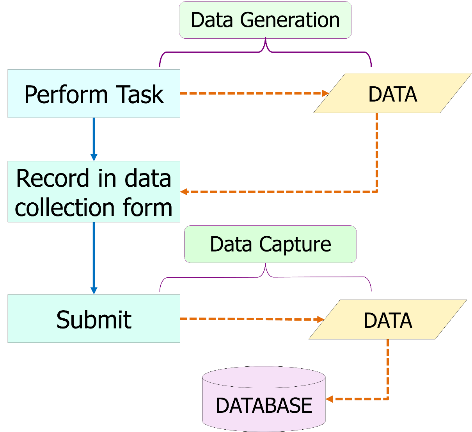 Data Generation
Perform Task
DATA
Record in data
collection form
Data Capture
Submit
DATA
DATABASE